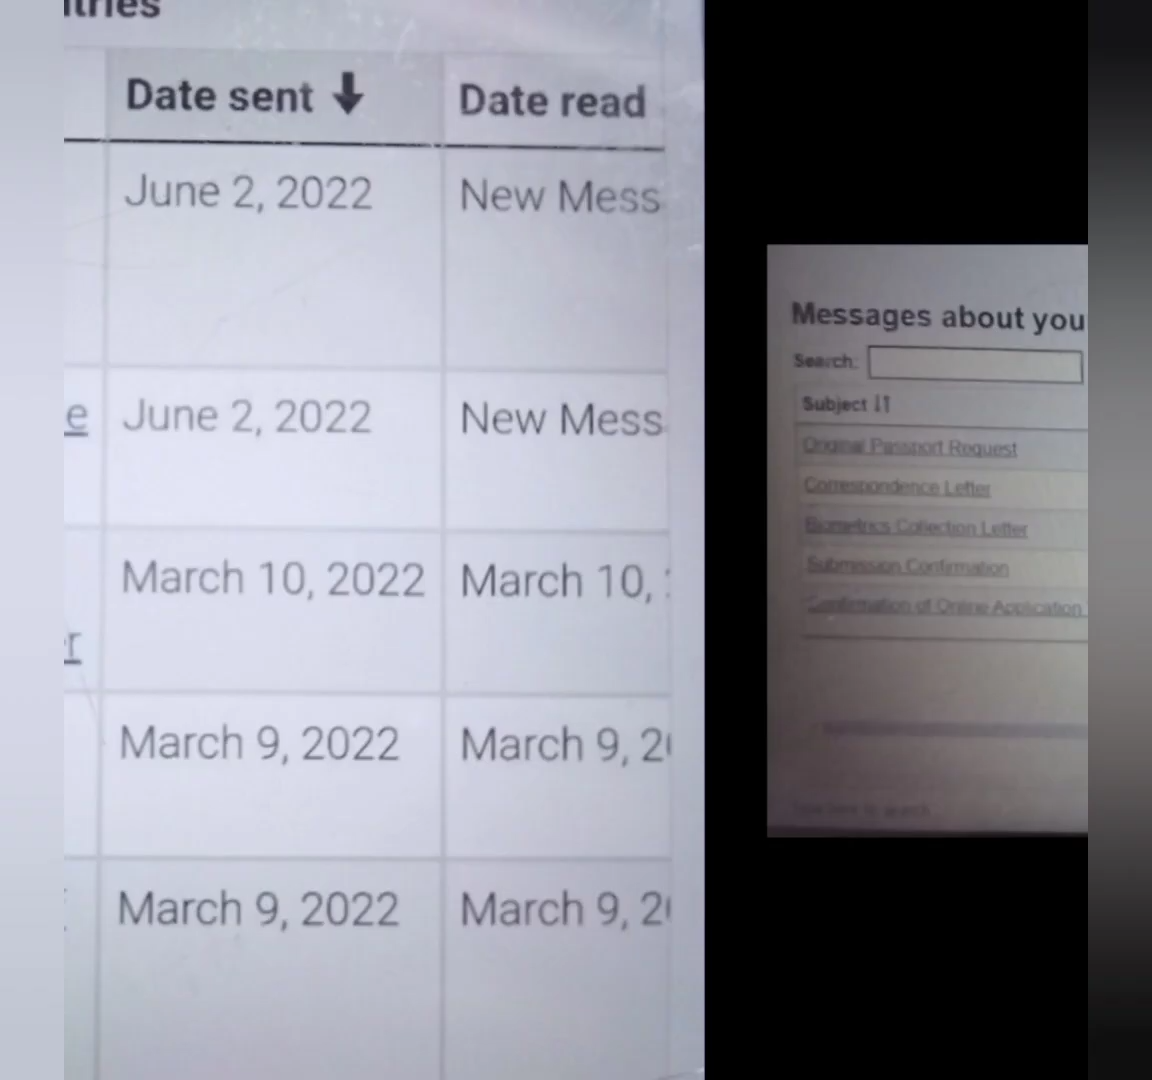 ntries
Date sent ↓ Date read
June 2, 2022 New Mess
e June 2, 2022 New Mess
March 10, 2022 March 10,
r
March 9, 2022 March 9, 2
March 9, 2022 March 9, 2
Messages about you
Search:
Subject ↓↑
Original Passport Request
Correspondence Letter
Biometrics Collection Letter
Submission Confirmation
Confirmation of Online Application